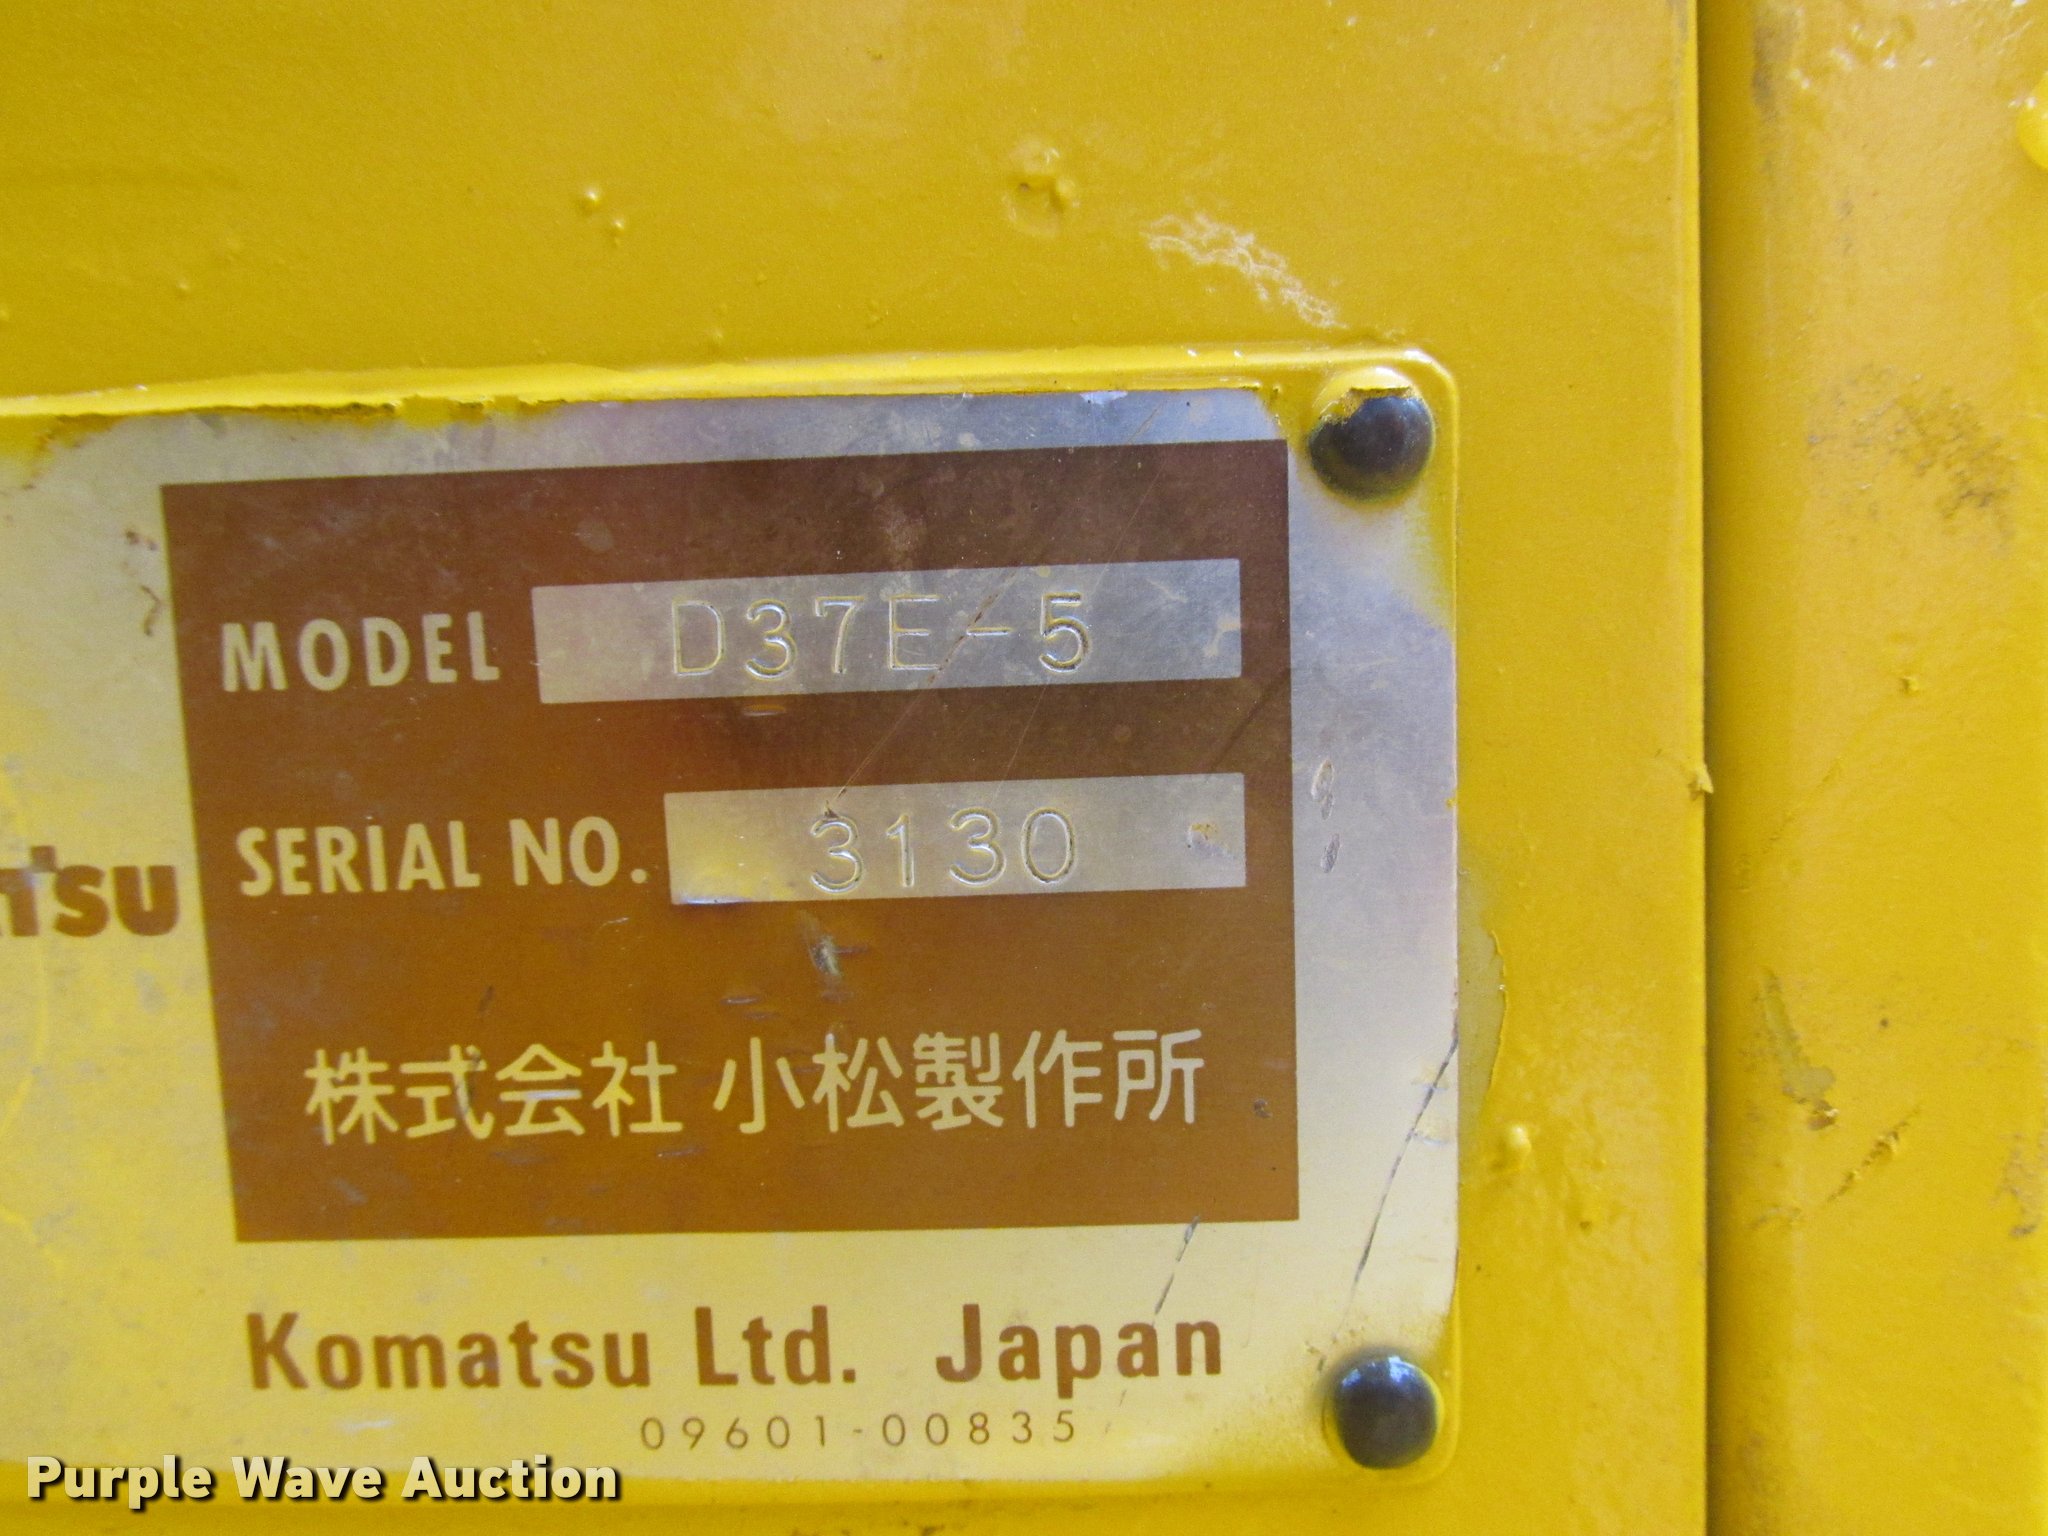 MODEL D37E-5
SERIAL NO. 3130
株式会社 小松製作所
Komatsu Ltd. Japan
09601-00835
Purple Wave Auction